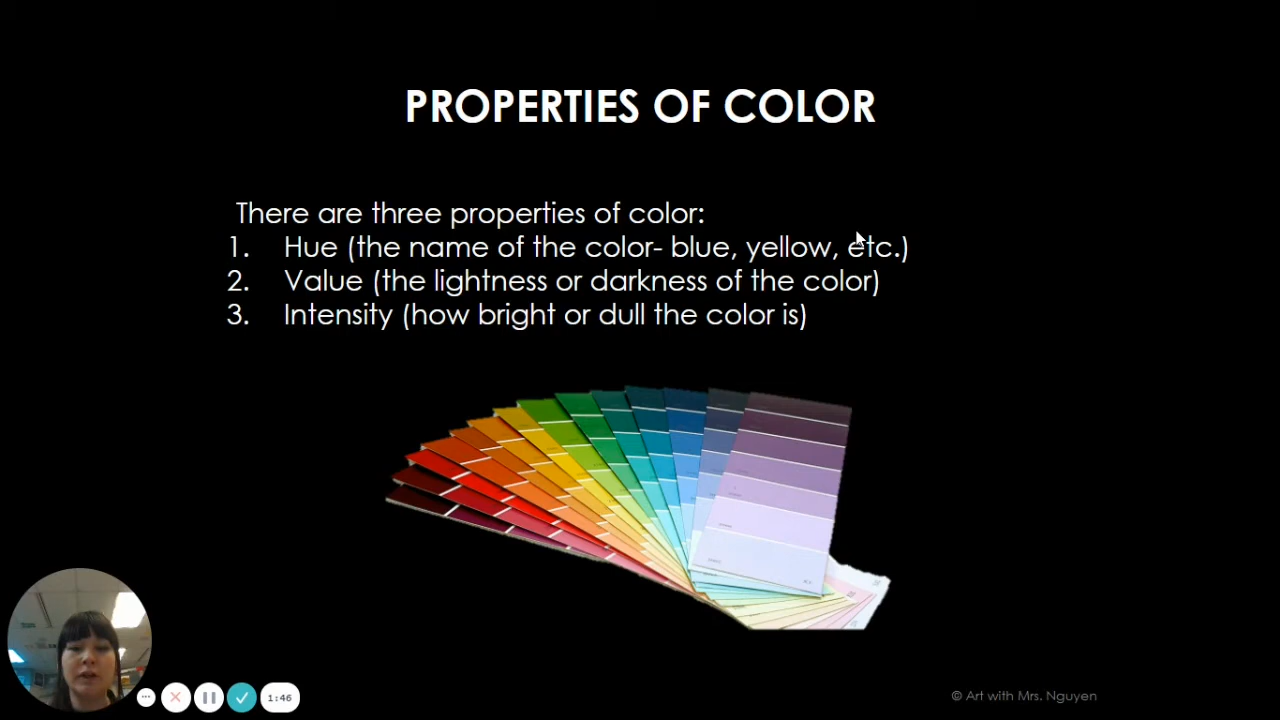 PROPERTIES OF COLOR
There are three properties of color:
1. Hue (the name of the color- blue, yellow, etc.)
2. Value (the lightness or darkness of the color)
3. Intensity (how bright or dull the color is)
1:46
© Art with Mrs. Nguyen